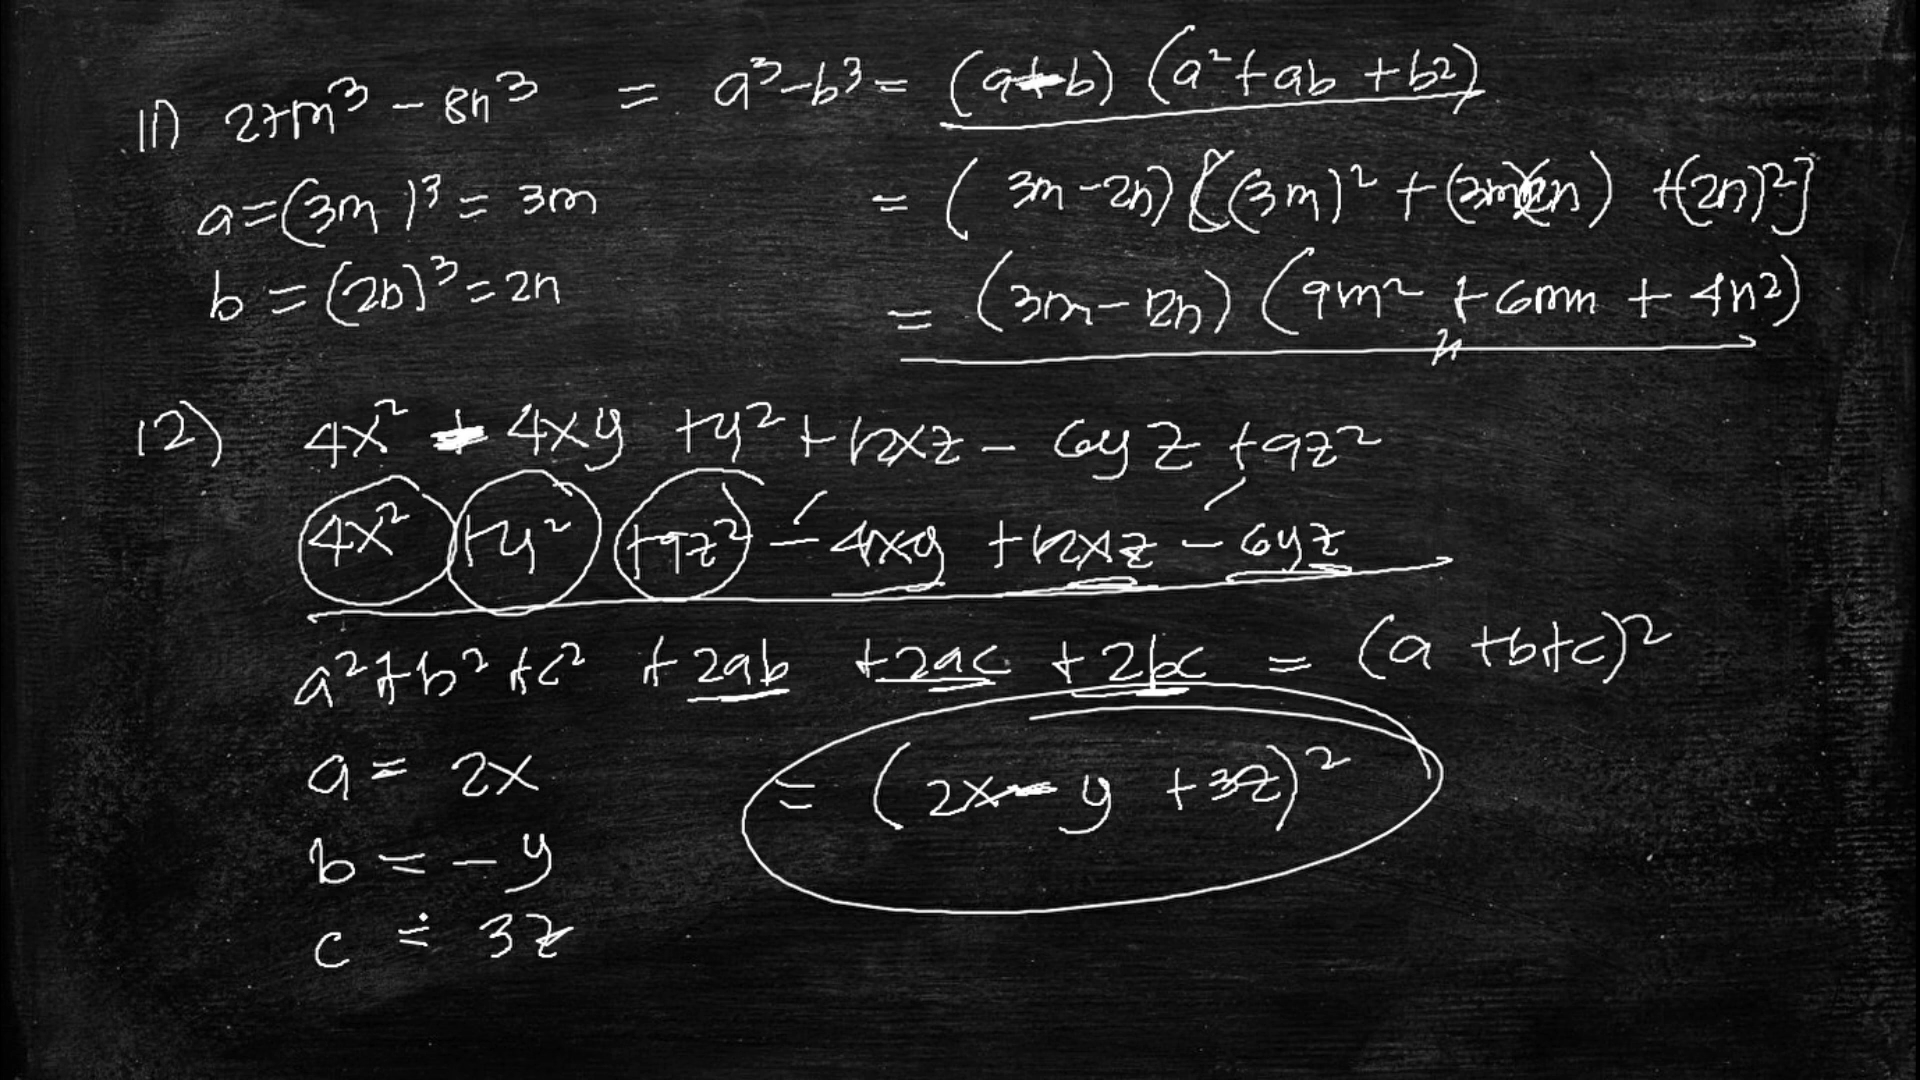 11) 27m³ - 8n³ = a³-b³ = (a-b) (a²+ab+b²)
a=(3m)³ = 3m
= (3m-2n) [(3m)² + (3m)(2n) + (2n)²]
b = (2n)³ = 2n
= (3m-2n) (9m² + 6mn + 4n²)
12) 4x² - 4xy + y² + 12xz - 6yz + 9z²
4x² + y² + 9z² - 4xy + 12xz - 6yz
a² + b² + c² + 2ab + 2ac + 2bc = (a+b+c)²
a = 2x
= (2x - y + 3z)²
b = -y
c = 3z